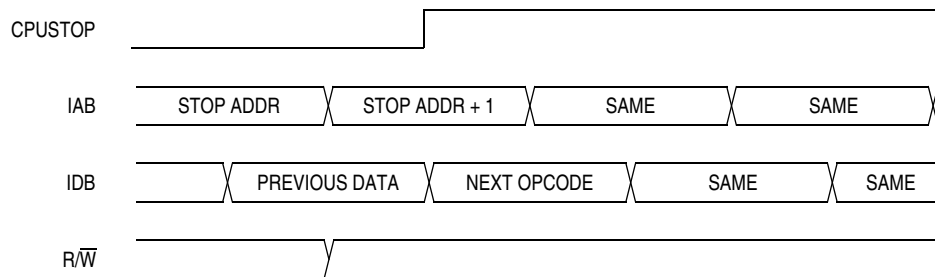 CPUSTOP
IAB STOP ADDR STOP ADDR + 1 SAME SAME
IDB PREVIOUS DATA NEXT OPCODE SAME SAME
R/W̅